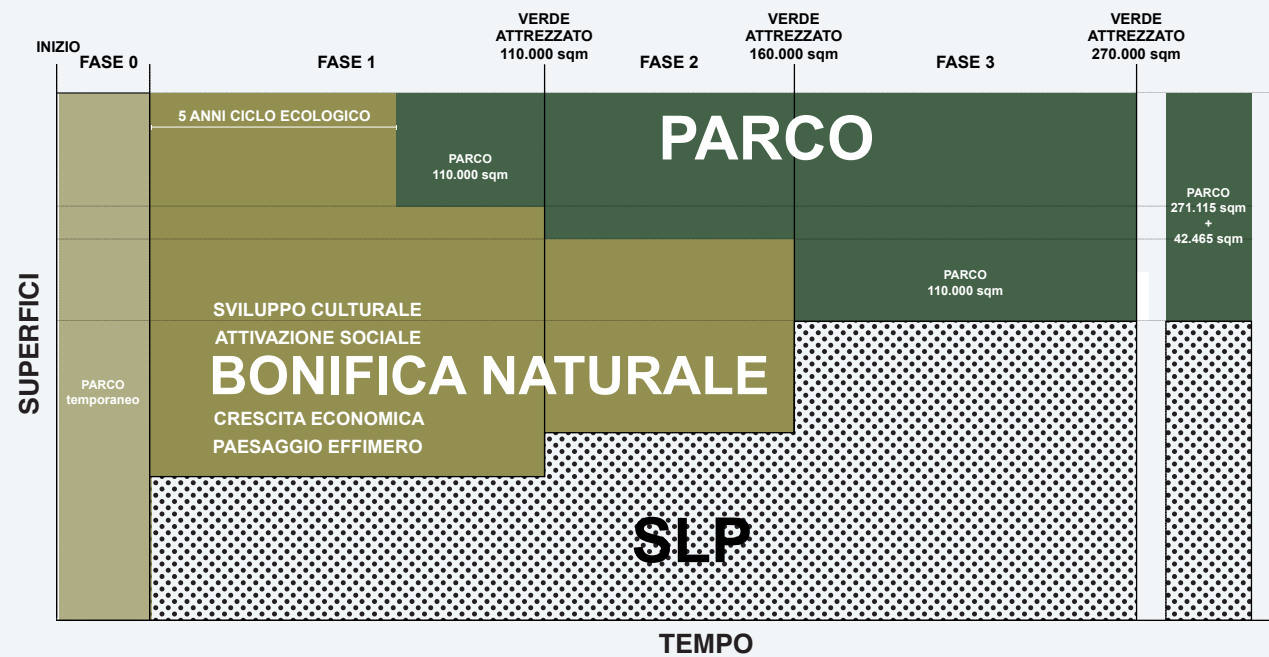 INIZIO
FASE 0
FASE 1
VERDE
ATTREZZATO
110.000 sqm
FASE 2
VERDE
ATTREZZATO
160.000 sqm
FASE 3
VERDE
ATTREZZATO
270.000 sqm
5 ANNI CICLO ECOLOGICO
PARCO
110.000 sqm
PARCO
PARCO
271.115 sqm
+
42.465 sqm
PARCO
110.000 sqm
SUPERFICI
PARCO
temporaneo
SVILUPPO CULTURALE
ATTIVAZIONE SOCIALE
BONIFICA NATURALE
CRESCITA ECONOMICA
PAESAGGIO EFFIMERO
SLP
TEMPO